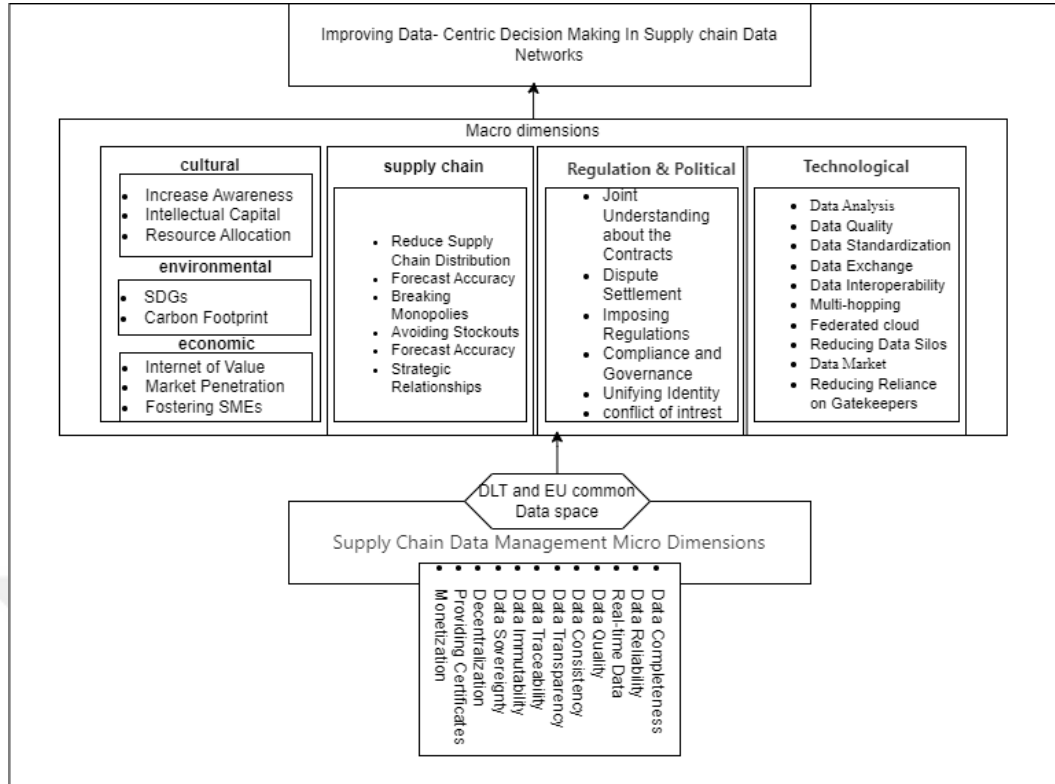 Improving Data- Centric Decision Making In Supply chain Data
Networks
Macro dimensions
cultural
• Increase Awareness
• Intellectual Capital
• Resource Allocation
environmental
• SDGs
• Carbon Footprint
economic
• Internet of Value
• Market Penetration
• Fostering SMEs
supply chain
• Reduce Supply
Chain Distribution
• Forecast Accuracy
• Breaking
Monopolies
• Avoiding Stockouts
• Forecast Accuracy
• Strategic
Relationships
Regulation & Political
• Joint
Understanding
about the
Contracts
• Dispute
Settlement
• Imposing
Regulations
• Compliance and
Governance
• Unifying Identity
• conflict of intrest
Technological
• Data Analysis
• Data Quality
• Data Standardization
• Data Exchange
• Data Interoperability
• Multi-hopping
• Federated cloud
• Reducing Data Silos
• Data Market
• Reducing Reliance
on Gatekeepers
DLT and EU common
Data space
Supply Chain Data Management Micro Dimensions
• Data Completeness
• Data Reliability
• Real-time Data
• Data Quality
• Data Consistency
• Data Transparency
• Data Traceability
• Data Immutability
• Data Sovereignty
• Decentralization
• Providing Certificates
• Monetization